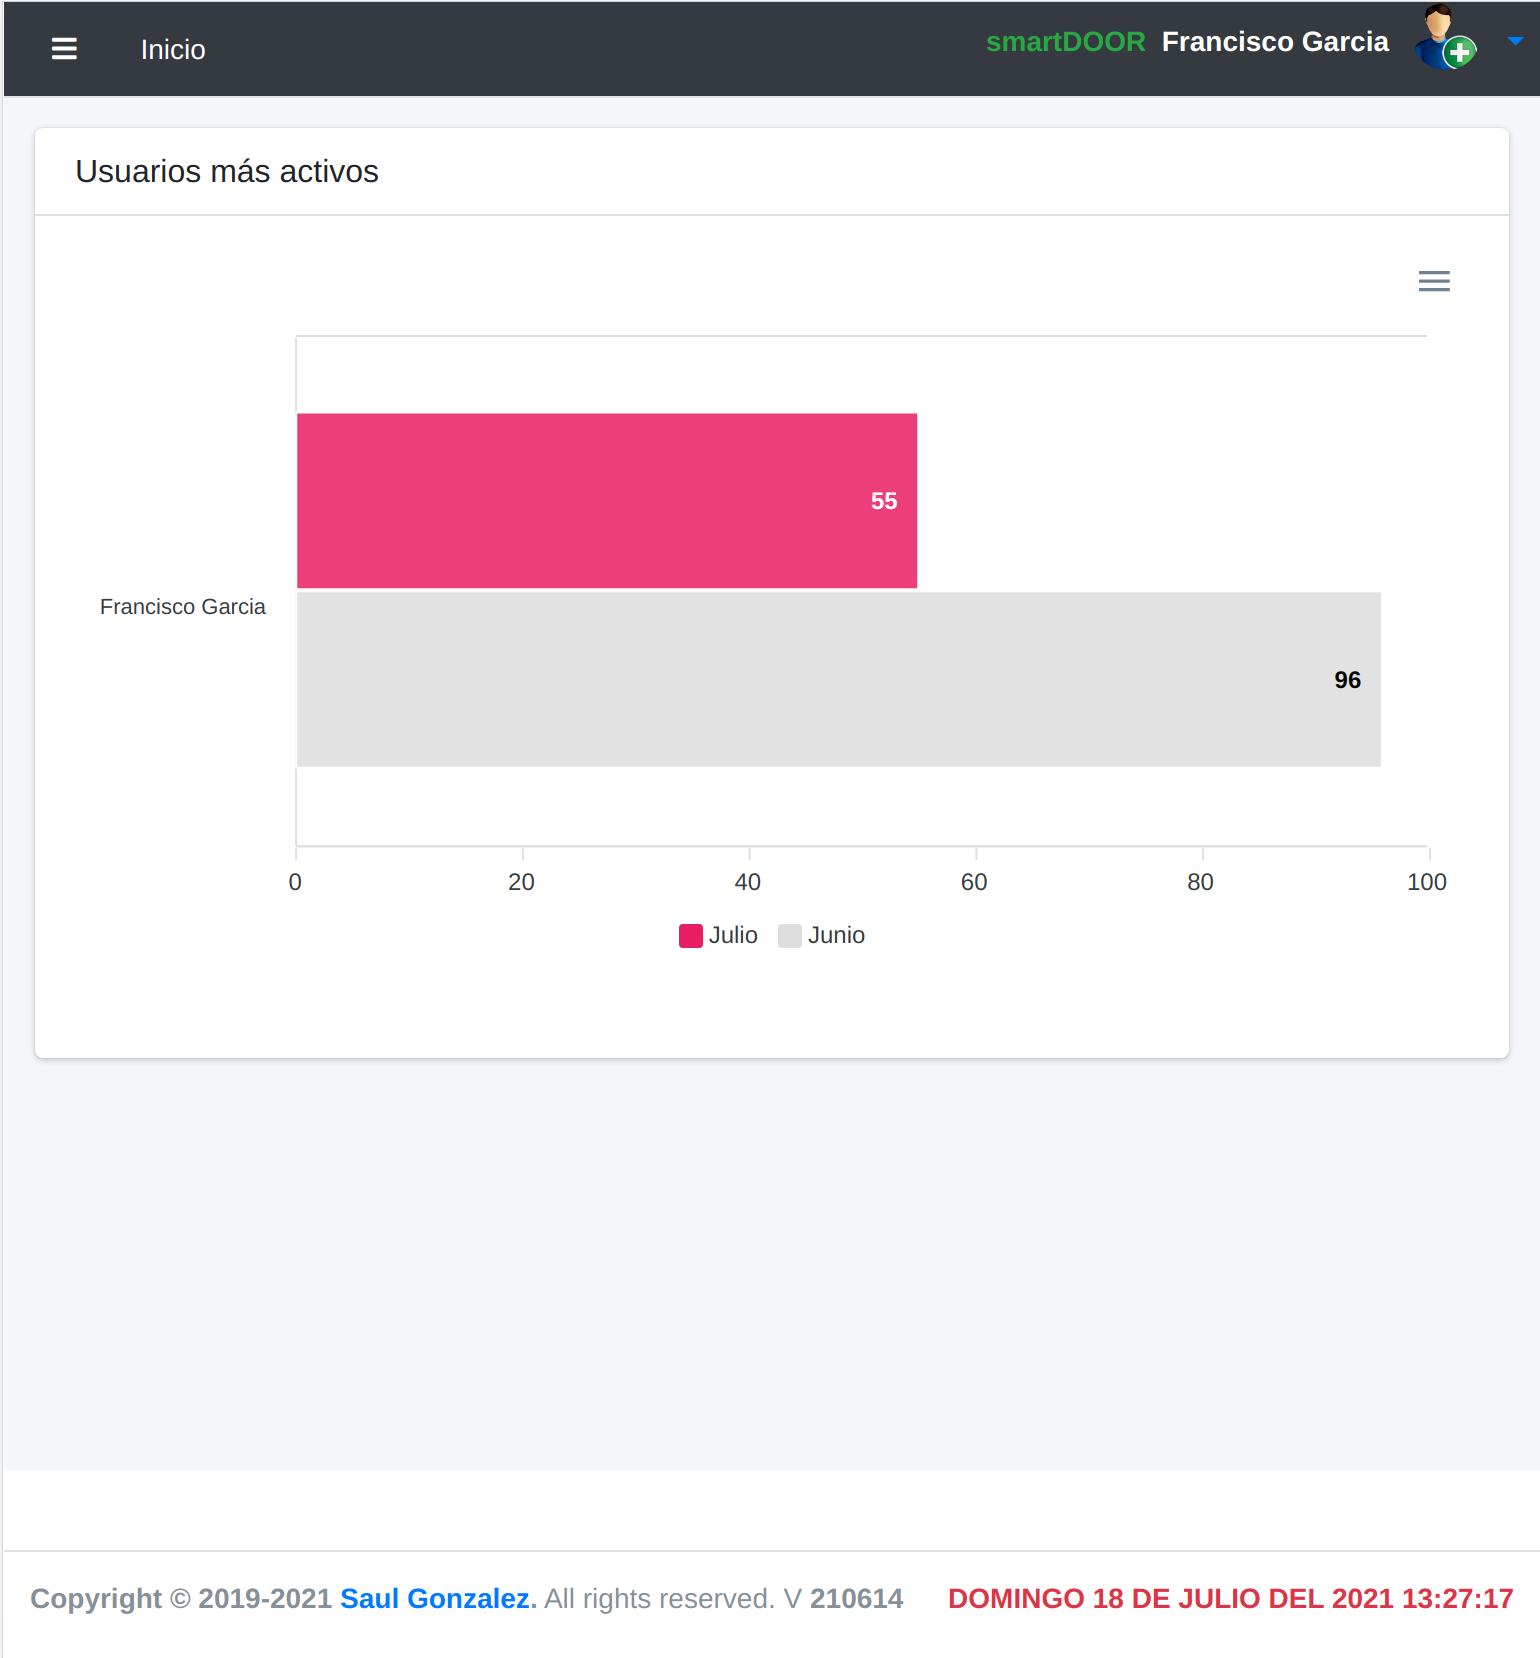 Inicio smartDOOR Francisco Garcia
Usuarios más activos
55
Francisco Garcia
96
0 20 40 60 80 100
Julio Junio
Copyright © 2019-2021 Saul Gonzalez. All rights reserved. V 210614 DOMINGO 18 DE JULIO DEL 2021 13:27:17